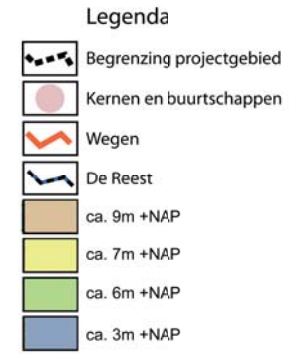 Legenda
Begrenzing projectgebied
Kernen en buurtschappen
Wegen
De Reest
ca. 9m +NAP
ca. 7m +NAP
ca. 6m +NAP
ca. 3m +NAP